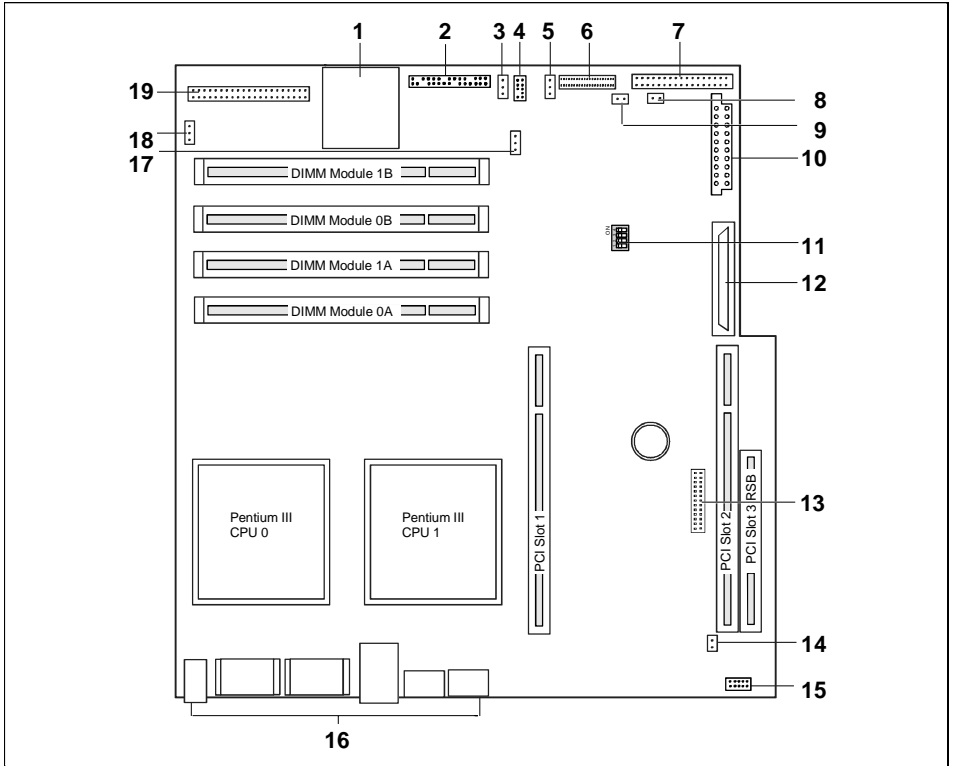 1
2
3
4
5
6
7
19
8
18
9
17
10
DIMM Module 1B
DIMM Module 0B
ON
11
DIMM Module 1A
12
DIMM Module 0A
13
Pentium III
CPU 0
Pentium III
CPU 1
PCI Slot 1
PCI Slot 2
PCI Slot 3 RSB
14
15
16